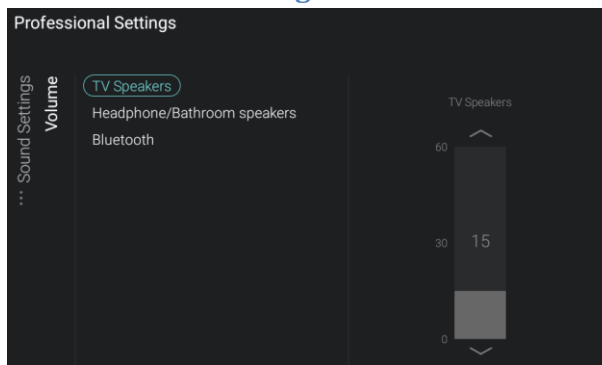 Professional Settings
... Sound Settings
Volume
TV Speakers
Headphone/Bathroom speakers
Bluetooth
TV Speakers
60
30
15
0